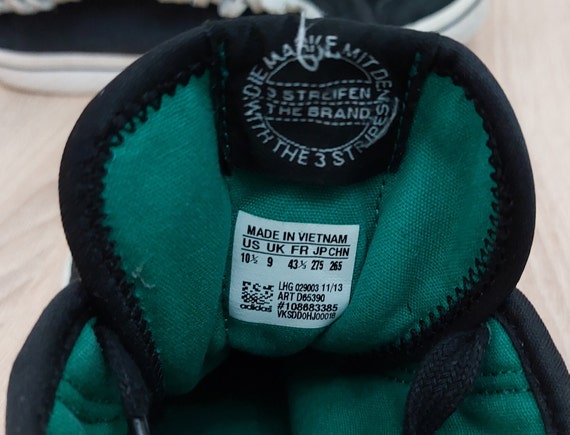 DIE MARKE MIT DEN
3 STREIFEN
THE BRAND
WITH THE 3 STRIPES
MADE IN VIETNAM
US UK FR JP CHN
10½ 9 43⅓ 275 265
LHG 029003 11/13
ART D65390
#108683385
adidas VKSDD0HJ00018